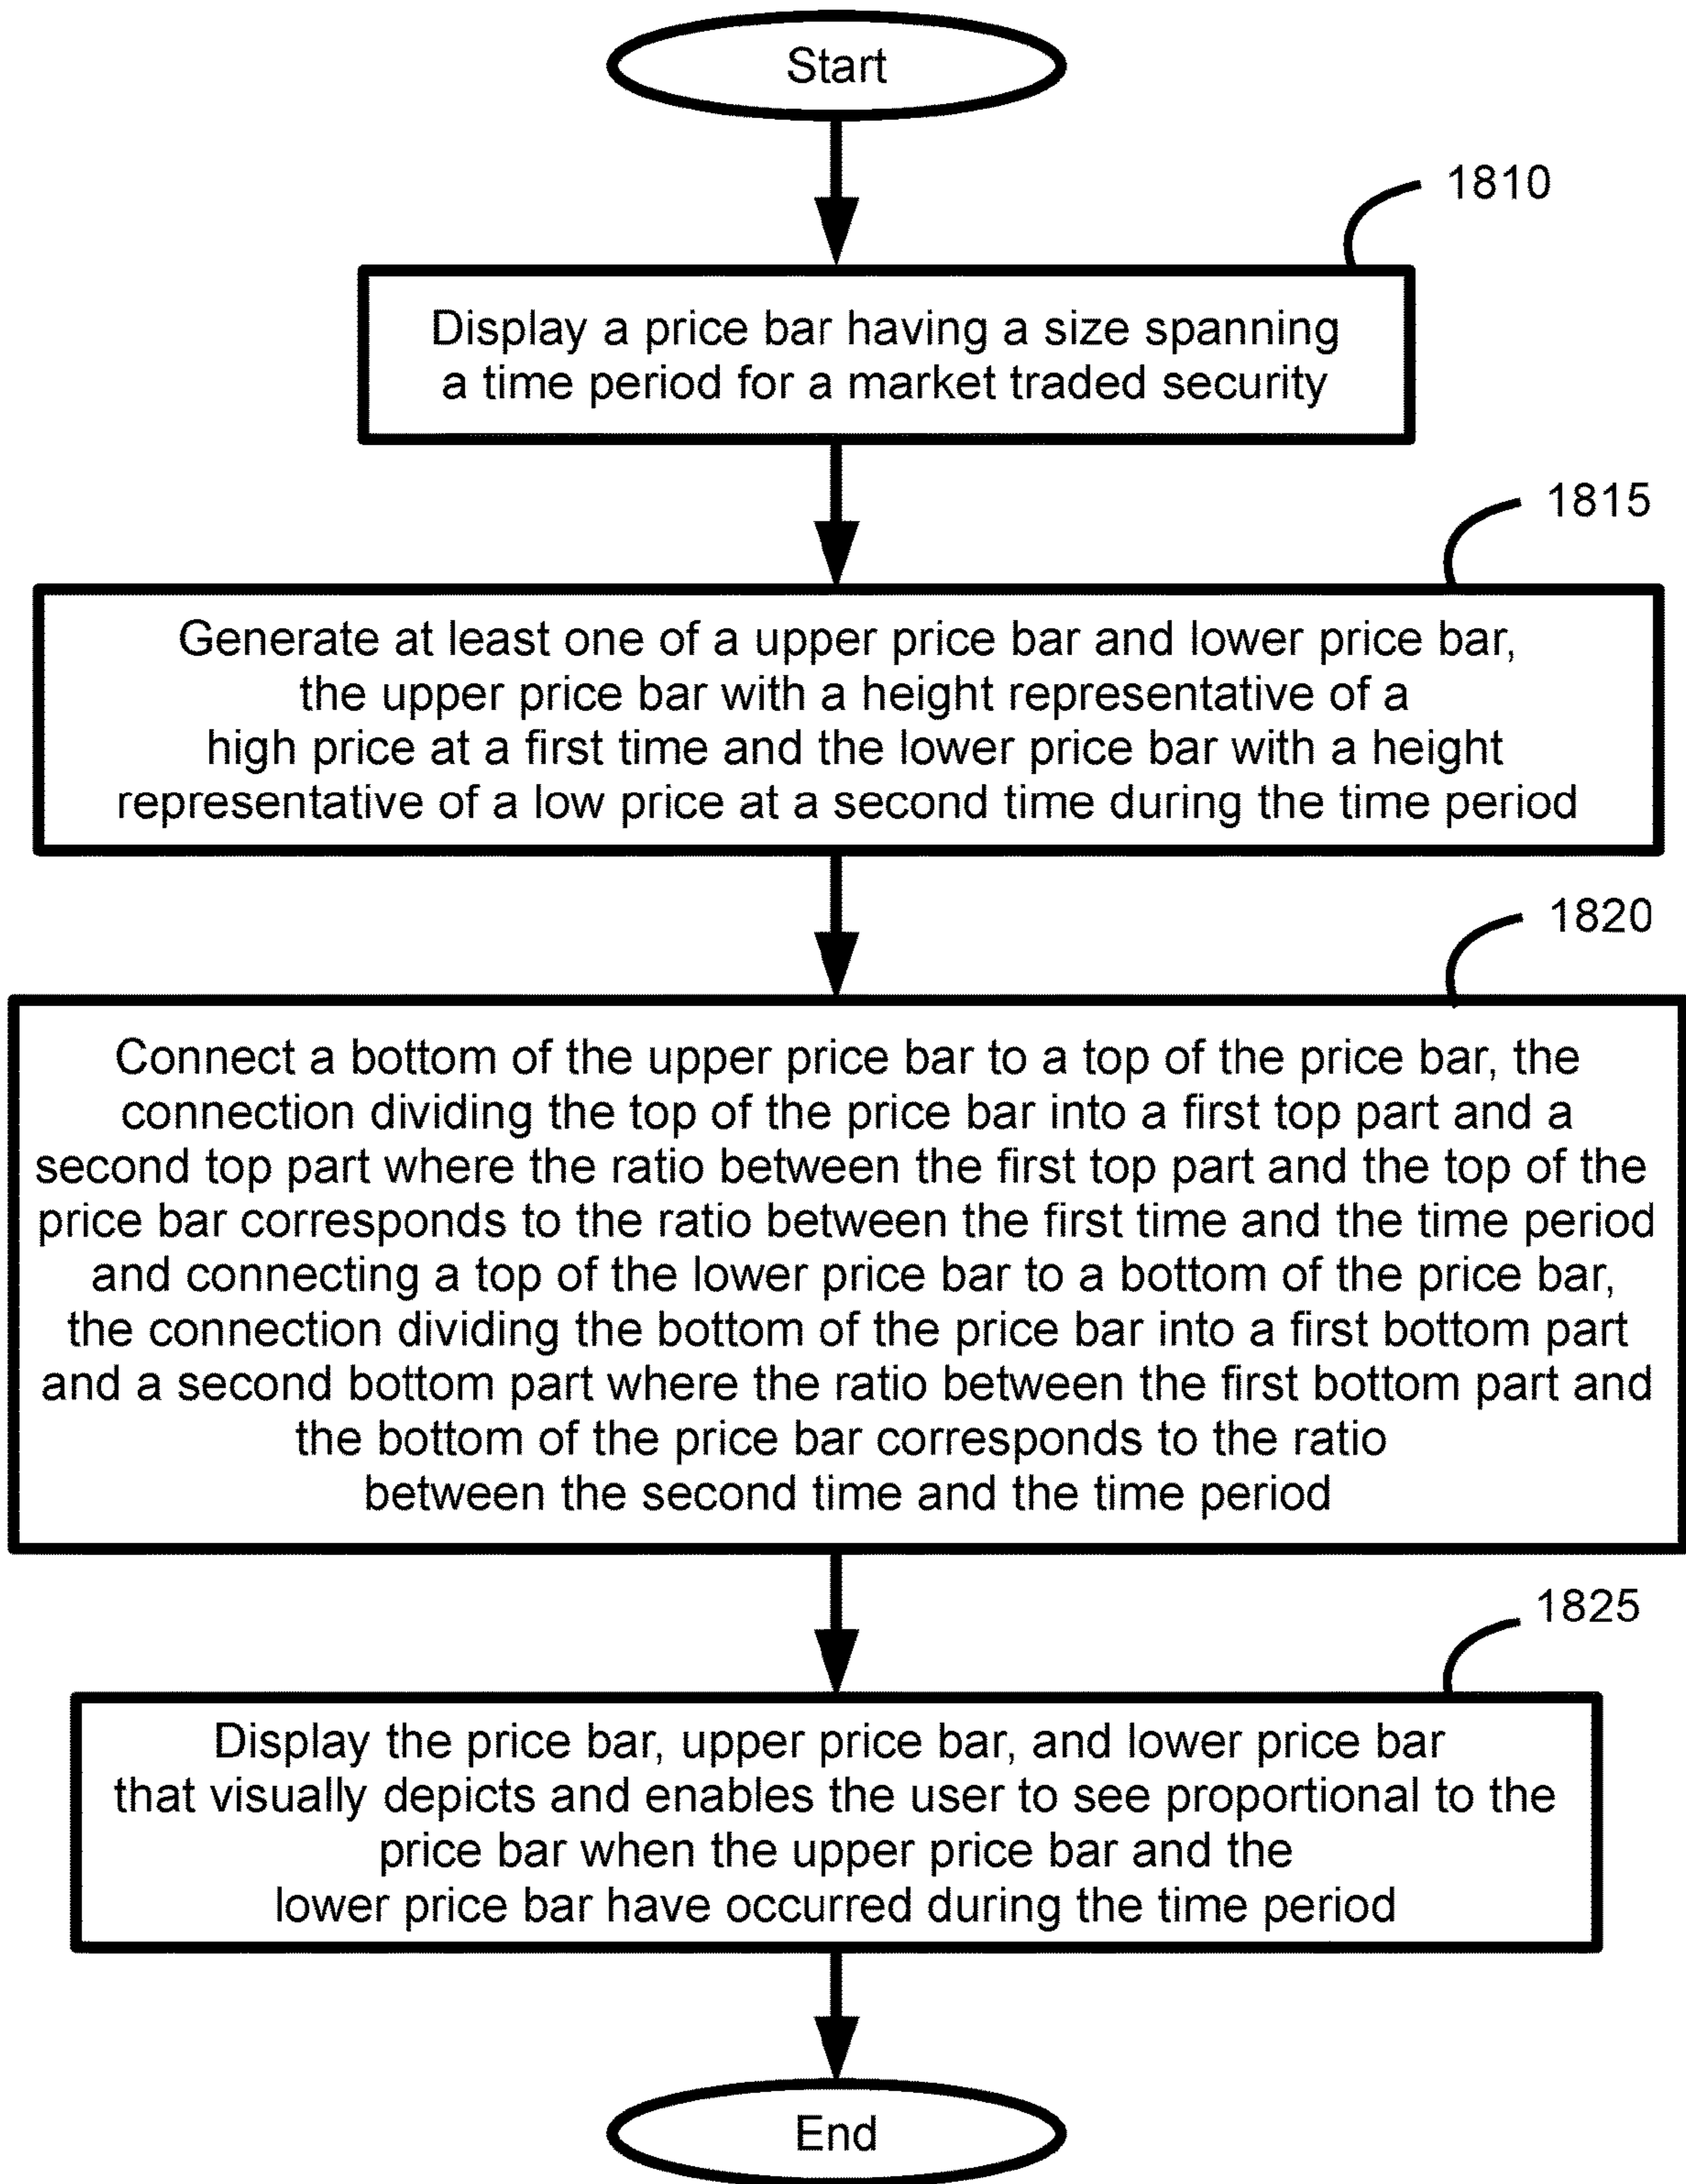 Start
1810
Display a price bar having a size spanning
a time period for a market traded security
1815
Generate at least one of a upper price bar and lower price bar,
the upper price bar with a height representative of a
high price at a first time and the lower price bar with a height
representative of a low price at a second time during the time period
1820
Connect a bottom of the upper price bar to a top of the price bar, the
connection dividing the top of the price bar into a first top part and a
second top part where the ratio between the first top part and the top of the
price bar corresponds to the ratio between the first time and the time period
and connecting a top of the lower price bar to a bottom of the price bar,
the connection dividing the bottom of the price bar into a first bottom part
and a second bottom part where the ratio between the first bottom part and
the bottom of the price bar corresponds to the ratio
between the second time and the time period
1825
Display the price bar, upper price bar, and lower price bar
that visually depicts and enables the user to see proportional to the
price bar when the upper price bar and the
lower price bar have occurred during the time period
End